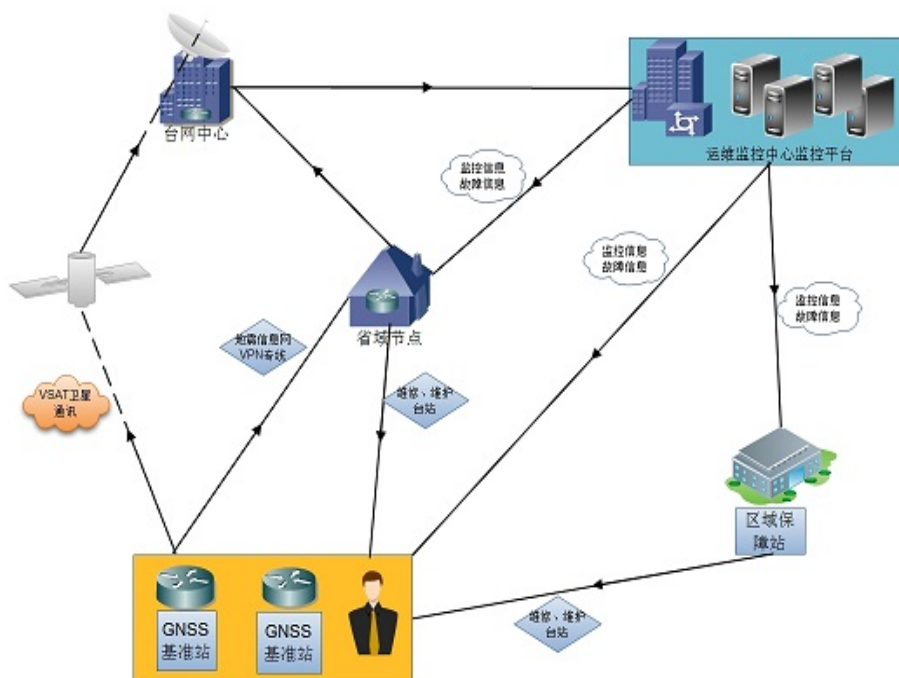 台网中心
运维监控中心监控平台
监控信息
故障信息
监控信息
故障信息
监控信息
故障信息
地震信息网
VPN专线
省域节点
VSAT卫星
通讯
维修、维护
台站
区域保
障站
GNSS
基准站
GNSS
基准站
维修、维护
台站